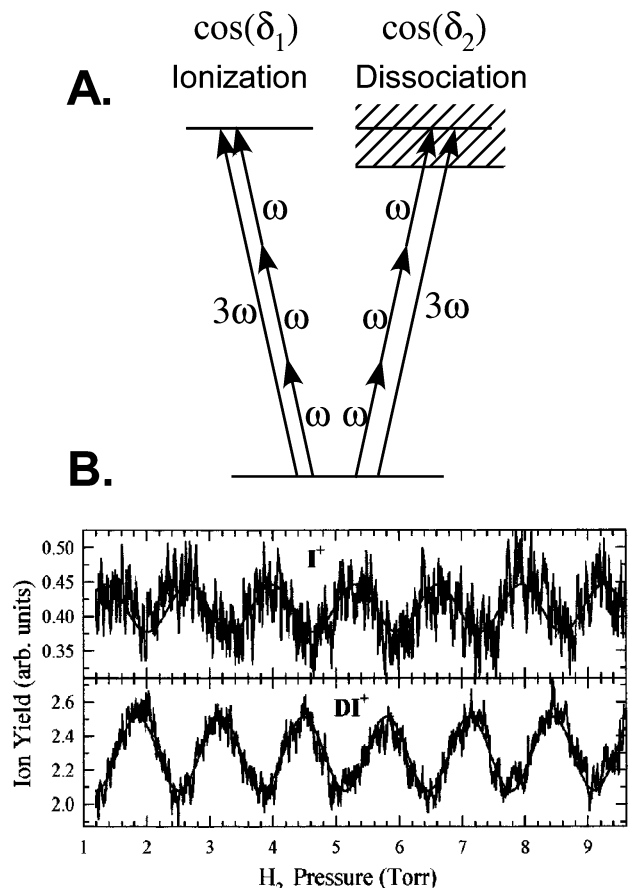 cos(δ₁) cos(δ₂)
A. Ionization Dissociation
ω ω
3ω ω ω 3ω
ω ω
B.
I⁺
0.50
0.45
0.40
0.35
DI⁺
2.6
2.4
2.2
2.0
Ion Yield (arb. units)
1 2 3 4 5 6 7 8 9
H₂ Pressure (Torr)